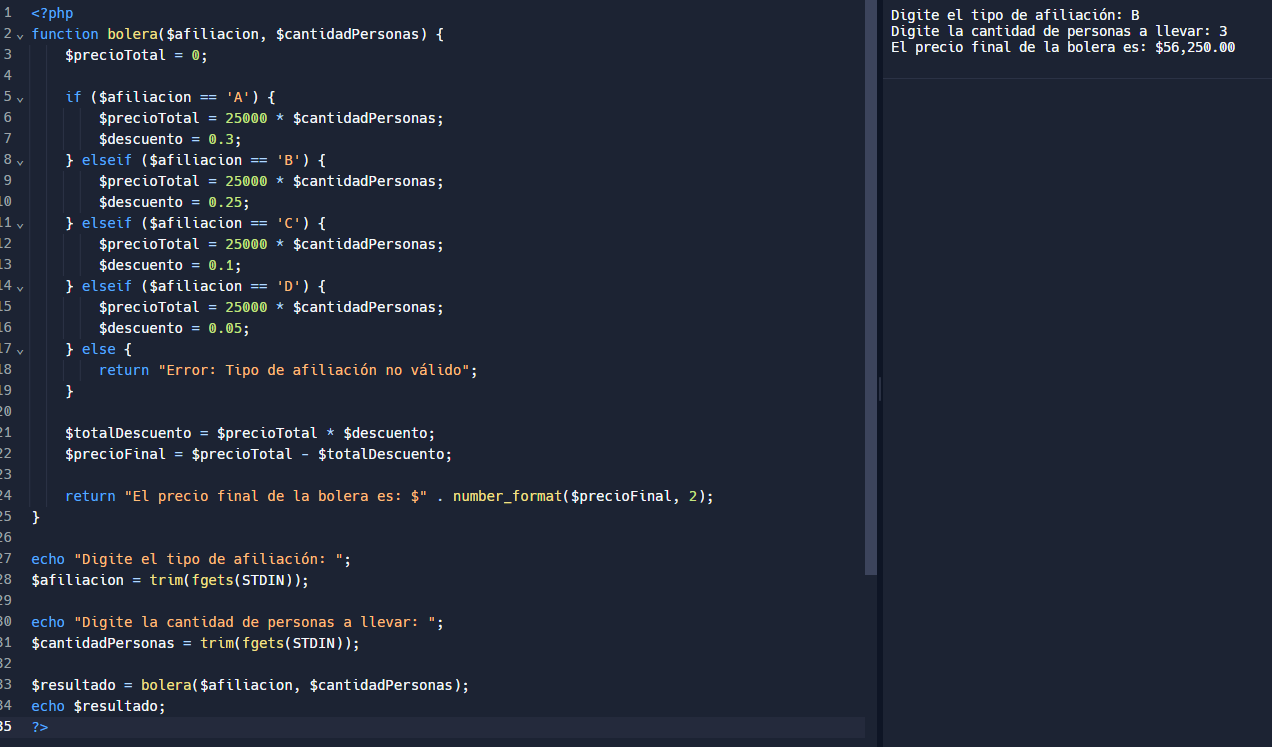 1 <?php
2 function bolera($afiliacion, $cantidadPersonas) {
3 $precioTotal = 0;
4
5 if ($afiliacion == 'A') {
6 $precioTotal = 25000 * $cantidadPersonas;
7 $descuento = 0.3;
8 } elseif ($afiliacion == 'B') {
9 $precioTotal = 25000 * $cantidadPersonas;
10 $descuento = 0.25;
11 } elseif ($afiliacion == 'C') {
12 $precioTotal = 25000 * $cantidadPersonas;
13 $descuento = 0.1;
14 } elseif ($afiliacion == 'D') {
15 $precioTotal = 25000 * $cantidadPersonas;
16 $descuento = 0.05;
17 } else {
18 return "Error: Tipo de afiliación no válido";
19 }
20
21 $totalDescuento = $precioTotal * $descuento;
22 $precioFinal = $precioTotal - $totalDescuento;
23
24 return "El precio final de la bolera es: $" . number_format($precioFinal, 2);
25 }
26
27 echo "Digite el tipo de afiliación: ";
28 $afiliacion = trim(fgets(STDIN));
29
30 echo "Digite la cantidad de personas a llevar: ";
31 $cantidadPersonas = trim(fgets(STDIN));
32
33 $resultado = bolera($afiliacion, $cantidadPersonas);
34 echo $resultado;
35 ?>
Digite el tipo de afiliación: B
Digite la cantidad de personas a llevar: 3
El precio final de la bolera es: $56,250.00